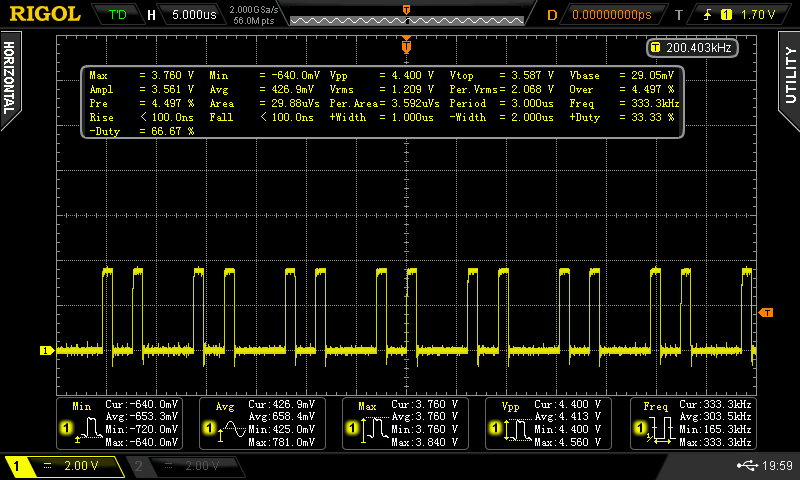 RIGOL T'D H 5.000us 2.000GSa/s 56.0M pts T D 0.00000000ps T 1 1.70 V
HORIZONTAL
UTILITY
T 200.403kHz
Max = 3.760 V Min = -640.0mV Vpp = 4.400 V Vtop = 3.587 V Vbase = 29.05mV
Ampl = 3.561 V Avg = 426.9mV Vrms = 1.209 V Per.Vrms= 2.068 V Over = 4.497 %
Pre = 4.497 % Area = 29.88uVs Per.Area= 3.592uVs Period = 3.000us Freq = 333.3kHz
Rise < 100.0ns Fall < 100.0ns +Width = 1.000us -Width = 2.000us +Duty = 33.33 %
-Duty = 66.67 %
T
1
T
Min
Cur:-640.0mV
Avg:-653.3mV
1
Min:-720.0mV
Max:-640.0mV
Avg
Cur:426.9mV
Avg:658.4mV
1
Min:425.0mV
Max:781.0mV
Max
Cur:3.760 V
Avg:3.760 V
1
Min:3.760 V
Max:3.840 V
Vpp
Cur:4.400 V
Avg:4.413 V
1
Min:4.400 V
Max:4.560 V
Freq
Cur:333.3kHz
Avg:303.5kHz
1
Min:165.3kHz
Max:333.3kHz
1 2.00 V 2 2.00 V 19:59